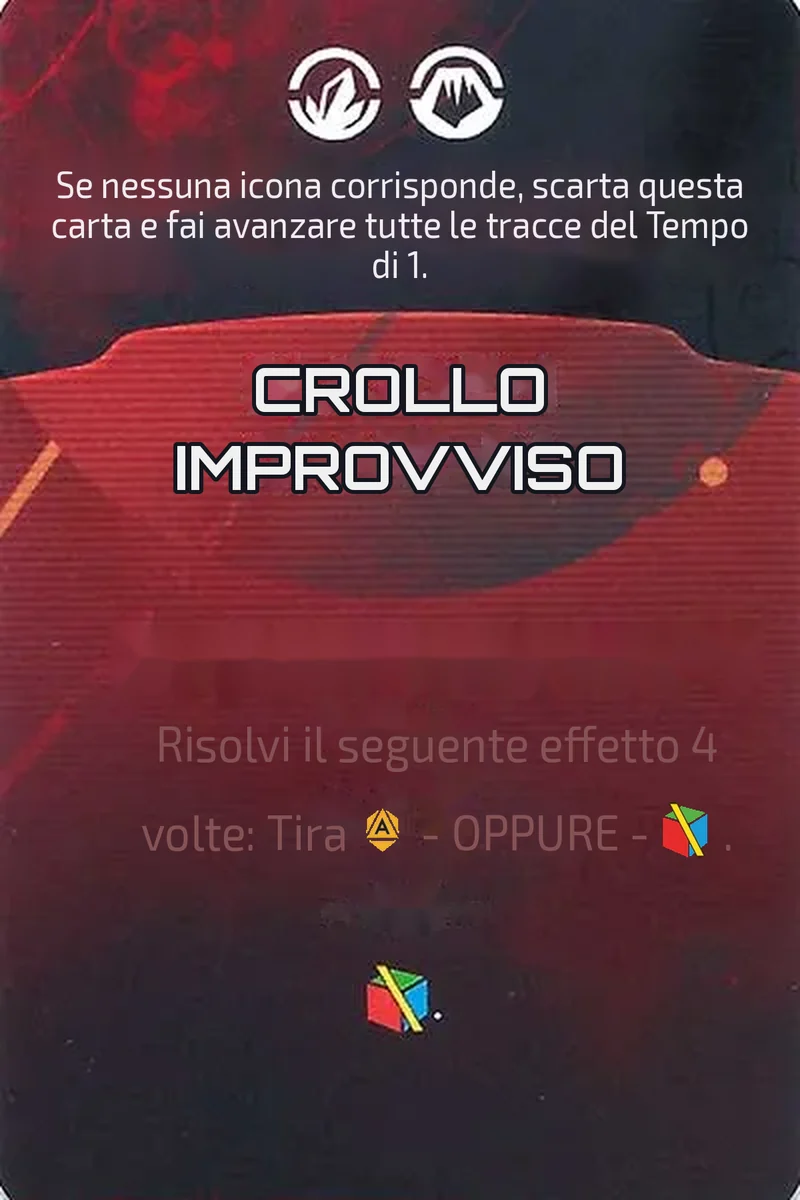 Se nessuna icona corrisponde, scarta questa
carta e fai avanzare tutte le tracce del Tempo
di 1.
CROLLO
IMPROVVISO
Risolvi il seguente effetto 4
volte: Tira A - OPPURE - .
.